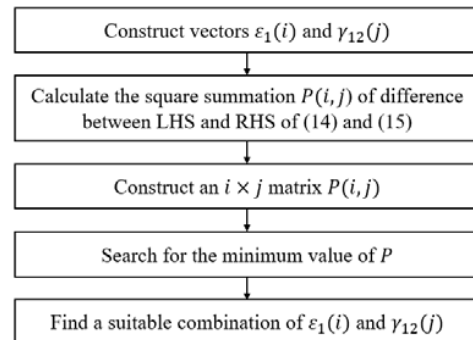 Construct vectors ε₁(i) and γ₁₂(j)
Calculate the square summation P(i, j) of difference
between LHS and RHS of (14) and (15)
Construct an i × j matrix P(i, j)
Search for the minimum value of P
Find a suitable combination of ε₁(i) and γ₁₂(j)